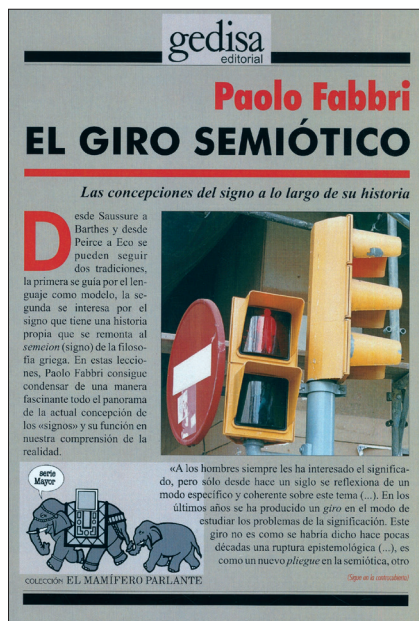 gedisa
editorial
Paolo Fabbri
EL GIRO SEMIÓTICO
Las concepciones del signo a lo largo de su historia
Desde Saussure a
Barthes y desde
Peirce a Eco se
pueden seguir
dos tradiciones,
la primera se guía por el len-
guaje como modelo, la se-
gunda se interesa por el
signo que tiene una historia
propia que se remonta al
semeion (signo) de la filoso-
fía griega. En estas leccio-
nes, Paolo Fabbri consigue
condensar de una manera
fascinante todo el panorama
de la actual concepción de
los «signos» y su función en
nuestra comprensión de la
realidad.
serie
Mayor
COLECCIÓN EL MAMÍFERO PARLANTE
«A los hombres siempre les ha interesado el significa-
do, pero sólo desde hace un siglo se reflexiona de un
modo específico y coherente sobre este tema (...). En los
últimos años se ha producido un giro en el modo de
estudiar los problemas de la significación. Este
giro no es como se habría dicho hace pocas
décadas una ruptura epistemológica (...), es
como un nuevo pliegue en la semiótica, otro
(Sigue en la contracubierta)